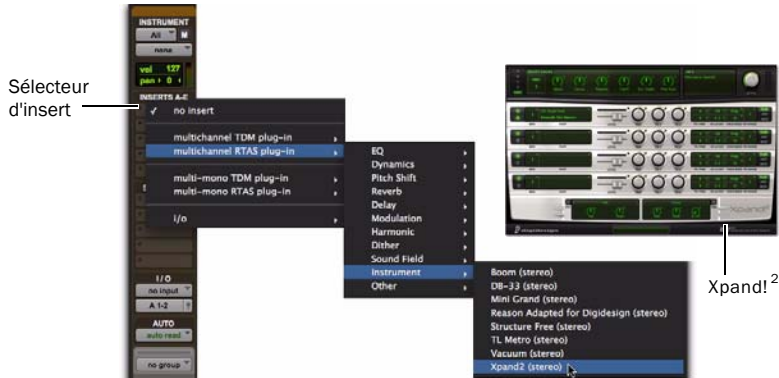 INSTRUMENT
All
M
none
vel 127
pan 0
INSERTS A-E
Sélecteur
d'insert
no insert
multichannel TDM plug-in
multichannel RTAS plug-in
multi-mono TDM plug-in
multi-mono RTAS plug-in
i/o
EQ
Dynamics
Pitch Shift
Reverb
Delay
Modulation
Harmonic
Dither
Sound Field
Instrument
Other
Boom (stereo)
DB-33 (stereo)
Mini Grand (stereo)
Reason Adapted for Digidesign (stereo)
Structure Free (stereo)
TL Metro (stereo)
Vacuum (stereo)
Xpand2 (stereo)
I/O
no input
A 1-2
AUTO
auto read
no group
Xpand!²